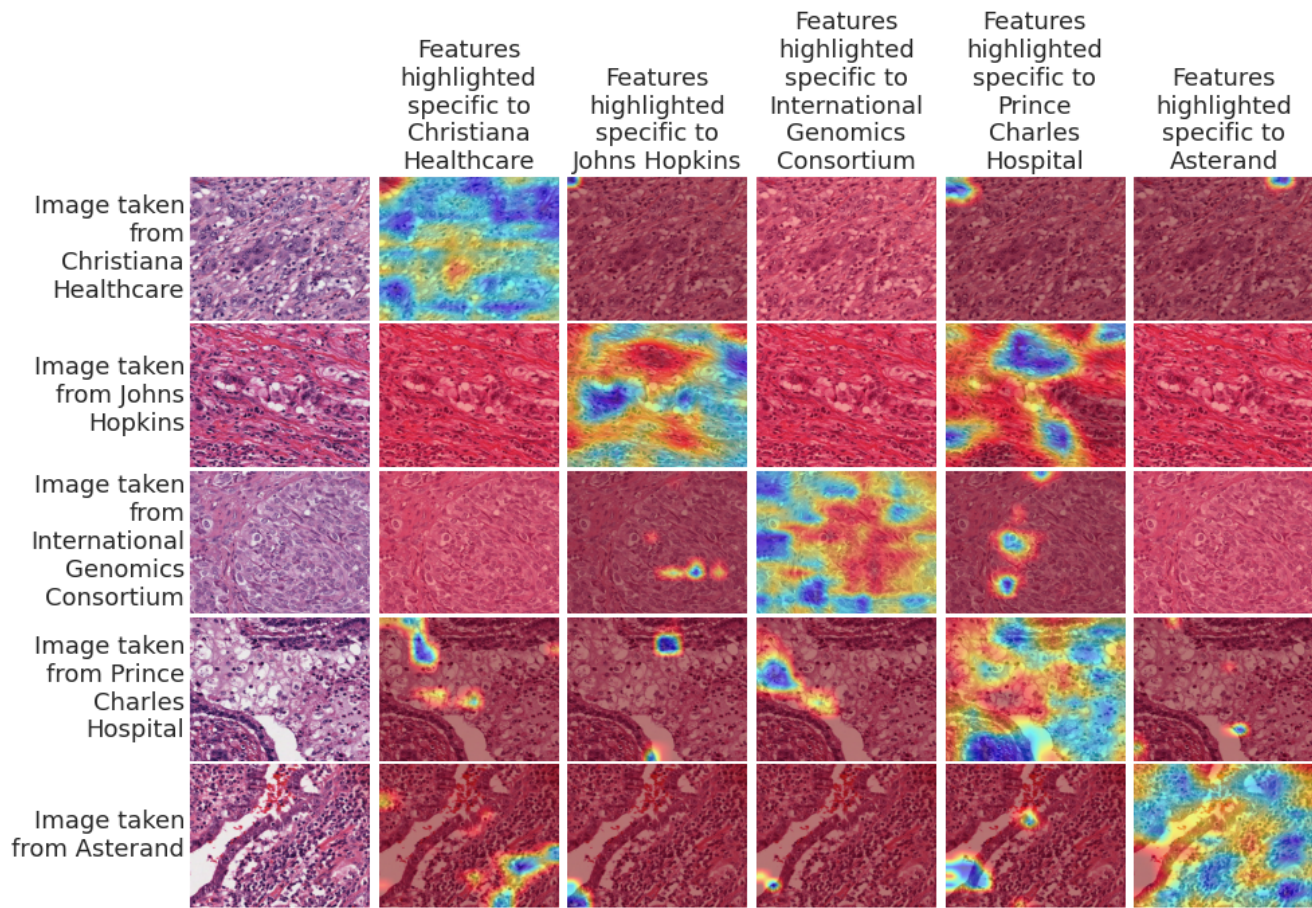 Features
highlighted
specific to
Christiana
Healthcare
Features
highlighted
specific to
Johns Hopkins
Features
highlighted
specific to
International
Genomics
Consortium
Features
highlighted
specific to
Prince
Charles
Hospital
Features
highlighted
specific to
Asterand
Image taken
from
Christiana
Healthcare
Image taken
from Johns
Hopkins
Image taken
from
International
Genomics
Consortium
Image taken
from Prince
Charles
Hospital
Image taken
from Asterand